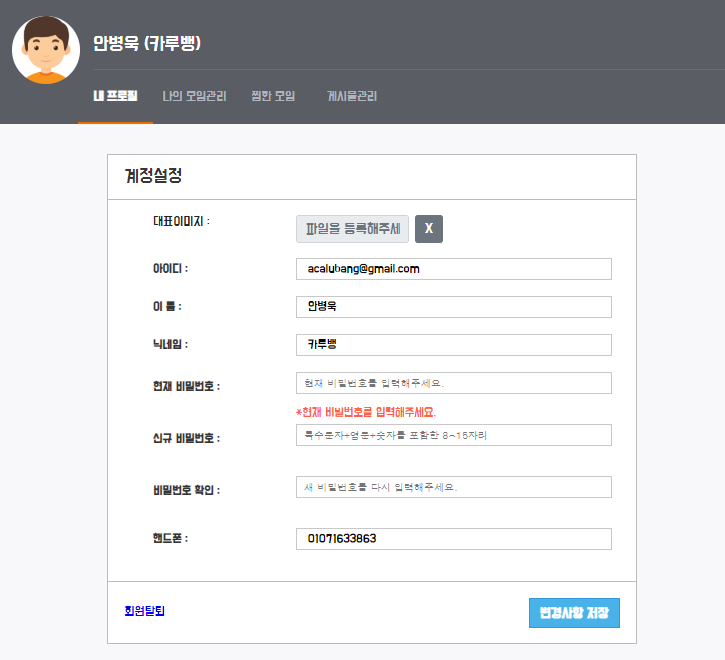 안병욱 (카루뱅)
내 프로필 나의 모임관리 찜한 모임 게시물관리
계정설정
대표이미지 : 파일을 등록해주세 X
아이디 : acalubang@gmail.com
이 름 : 안병욱
닉네임 : 카루뱅
현재 비밀번호 : 현재 비밀번호를 입력해주세요.
*현재 비밀번호를 입력해주세요.
신규 비밀번호 : 특수문자+영문+숫자를 포함한 8~15자리
비밀번호 확인 : 새 비밀번호를 다시 입력해주세요.
핸드폰 : 01071633863
회원탈퇴 변경사항 저장